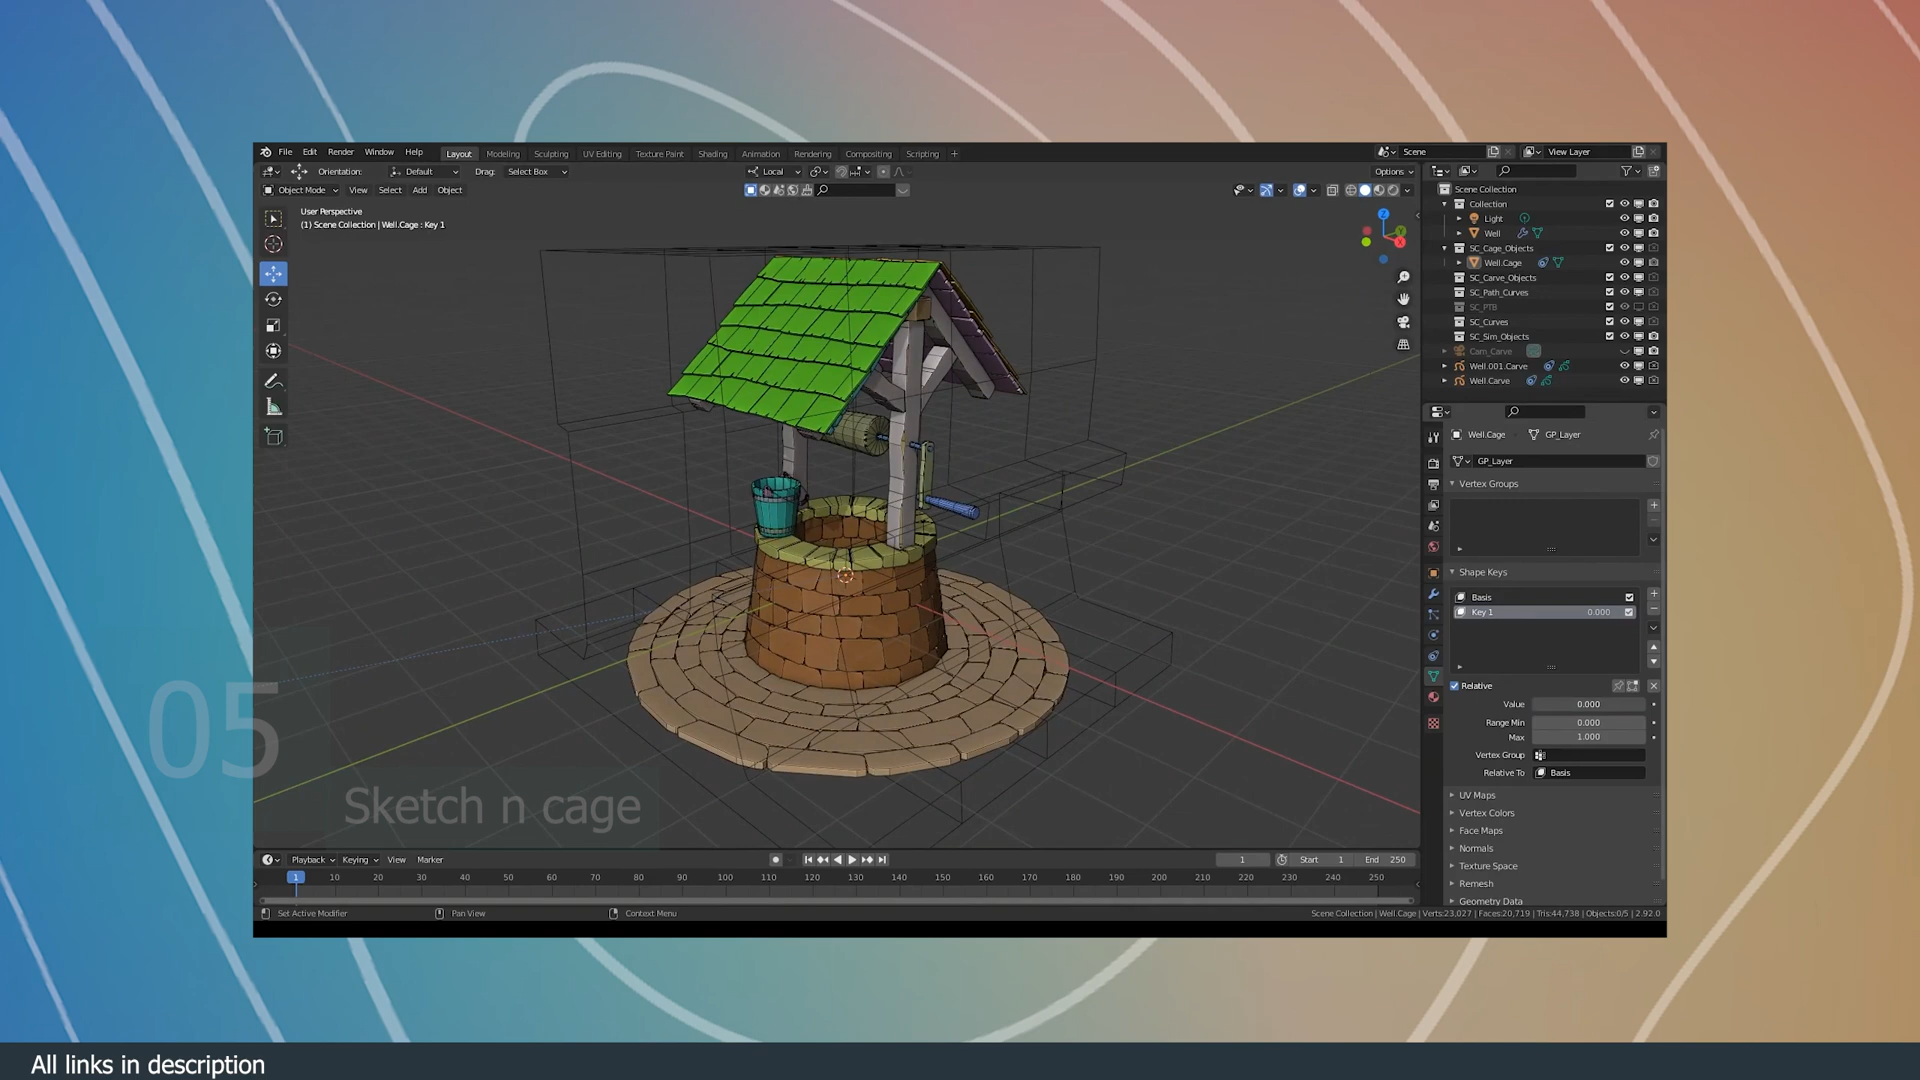 File Edit Render Window Help
Layout Modeling Sculpting UV Editing Texture Paint Shading Animation Rendering Compositing Scripting +
Scene
View Layer
Orientation: Default Drag: Select Box
Local
Options
Object Mode View Select Add Object
User Perspective
(1) Scene Collection | Well.Cage : Key 1
Z
Y
X
Scene Collection
Collection
Light
Well
SC_Cage_Objects
Well.Cage
SC_Carve_Objects
SC_Path_Curves
SC_PTB
SC_Curves
SC_Sim_Objects
Cam_Carve
Well.001.Carve
Well.Carve
Well.Cage GP_Layer
GP_Layer
Vertex Groups
Shape Keys
Basis
Key 1 0.000
Relative
Value 0.000
Range Min 0.000
Max 1.000
Vertex Group
Relative To Basis
UV Maps
Vertex Colors
Face Maps
Normals
Texture Space
Remesh
Geometry Data
05
Sketch n cage
Playback Keying View Marker
1 Start 1 End 250
1 10 20 30 40 50 60 70 80 90 100 110 120 130 140 150 160 170 180 190 200 210 220 230 240 250
Set Active Modifier Pan View Context Menu
Scene Collection | Well.Cage | Verts:23,027 | Faces:20,719 | Tris:44,738 | Objects:0/5 | 2.92.0
All links in description